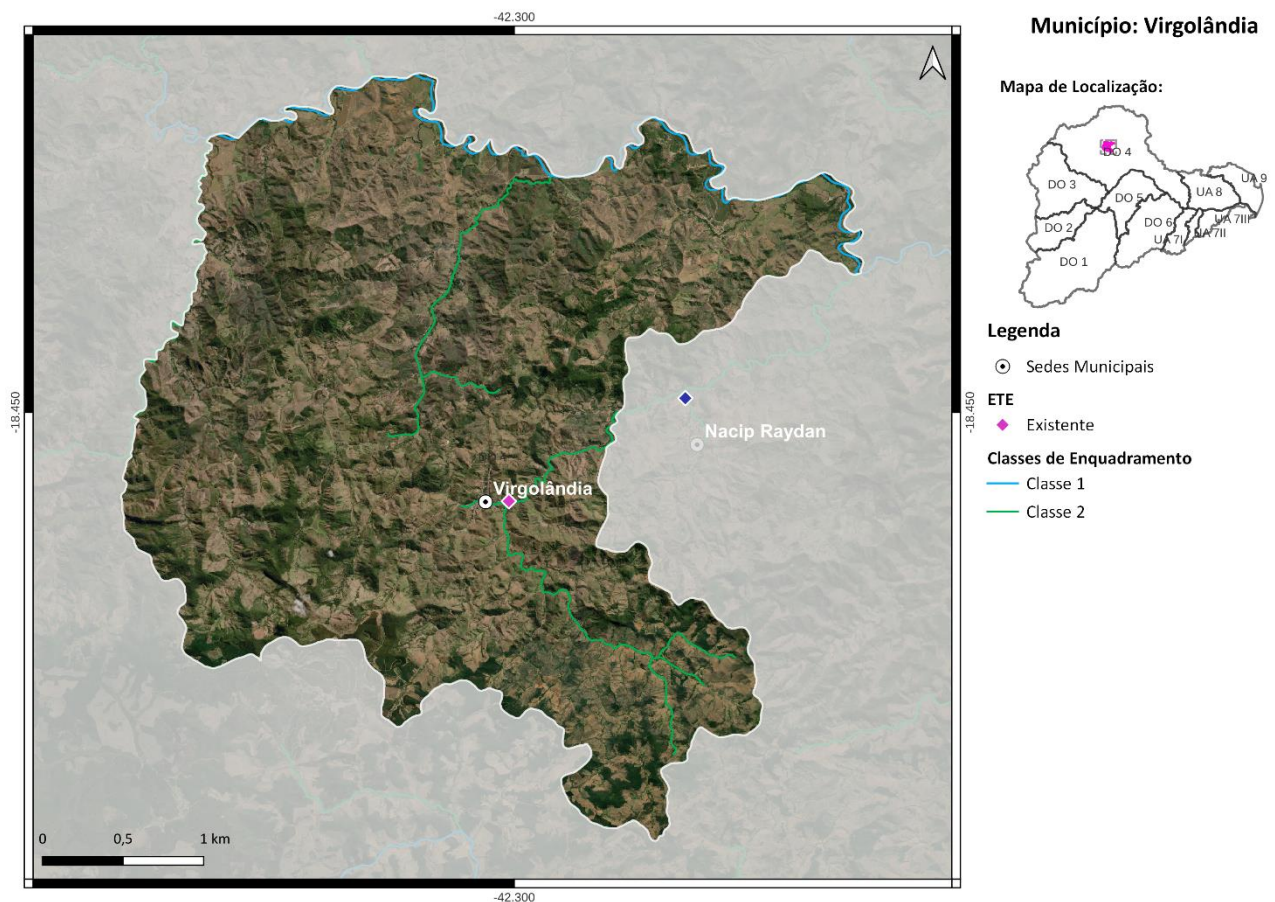 Município: Virgolândia
-42.300
Mapa de Localização:
DO 4
DO 3
DO 5
UA 8
UA 9
DO 2
DO 6
UA 7III
UA 7II
UA 7I
DO 1
Legenda
Sedes Municipais
ETE
Existente
Classes de Enquadramento
Classe 1
Classe 2
-18.450
-18.450
Nacip Raydan
Virgolândia
0 0,5 1 km
-42.300